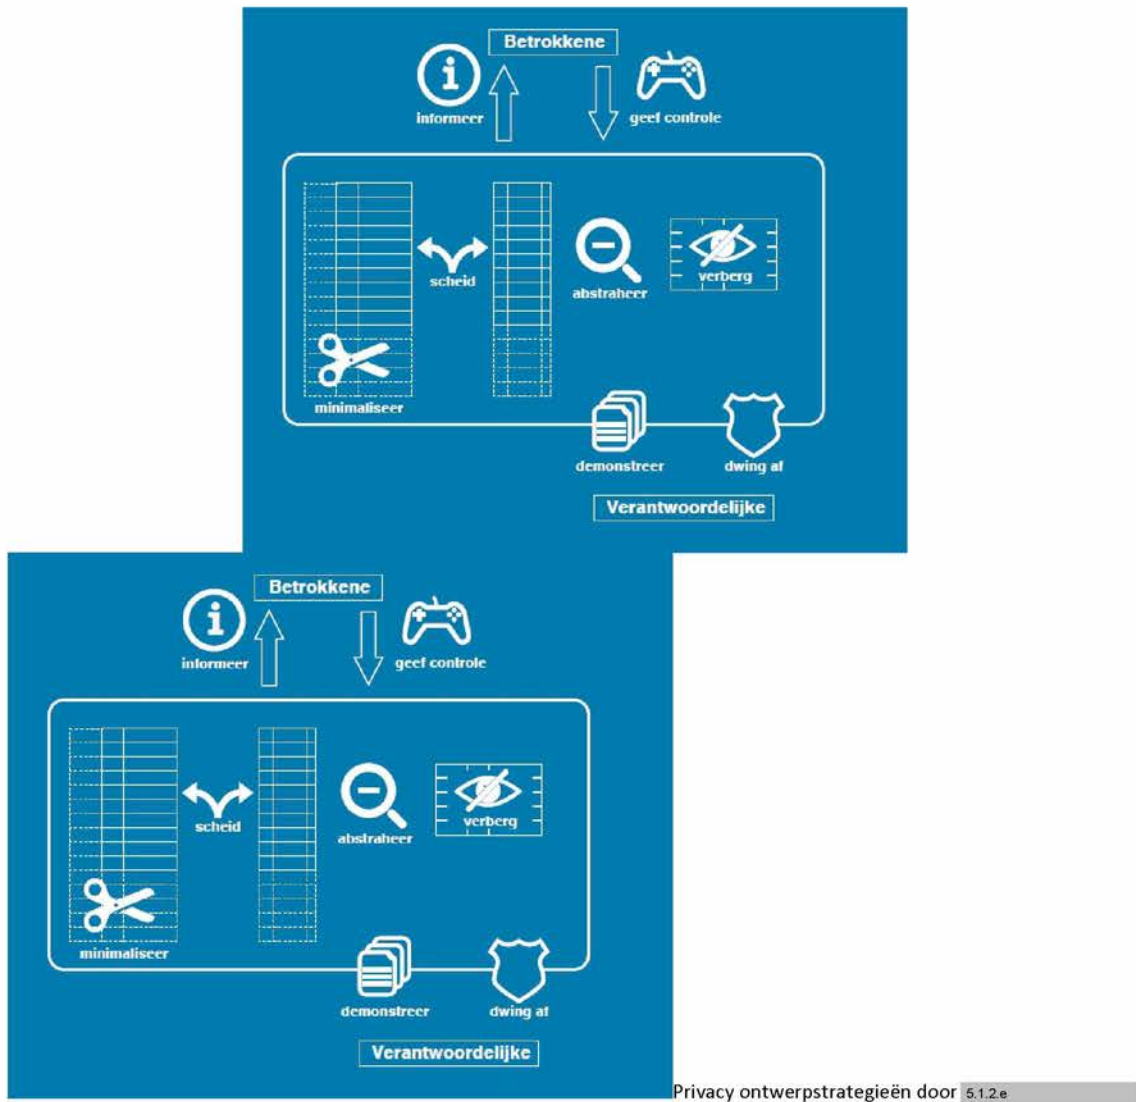 Betrokkene
informeer
geef controle
scheid
abstraheer
verberg
minimaliseer
demonstreer
dwing af
Verantwoordelijke
Betrokkene
informeer
geef controle
scheid
abstraheer
verberg
minimaliseer
demonstreer
dwing af
Verantwoordelijke
Privacy ontwerpstrategieën door 5.1.2.e